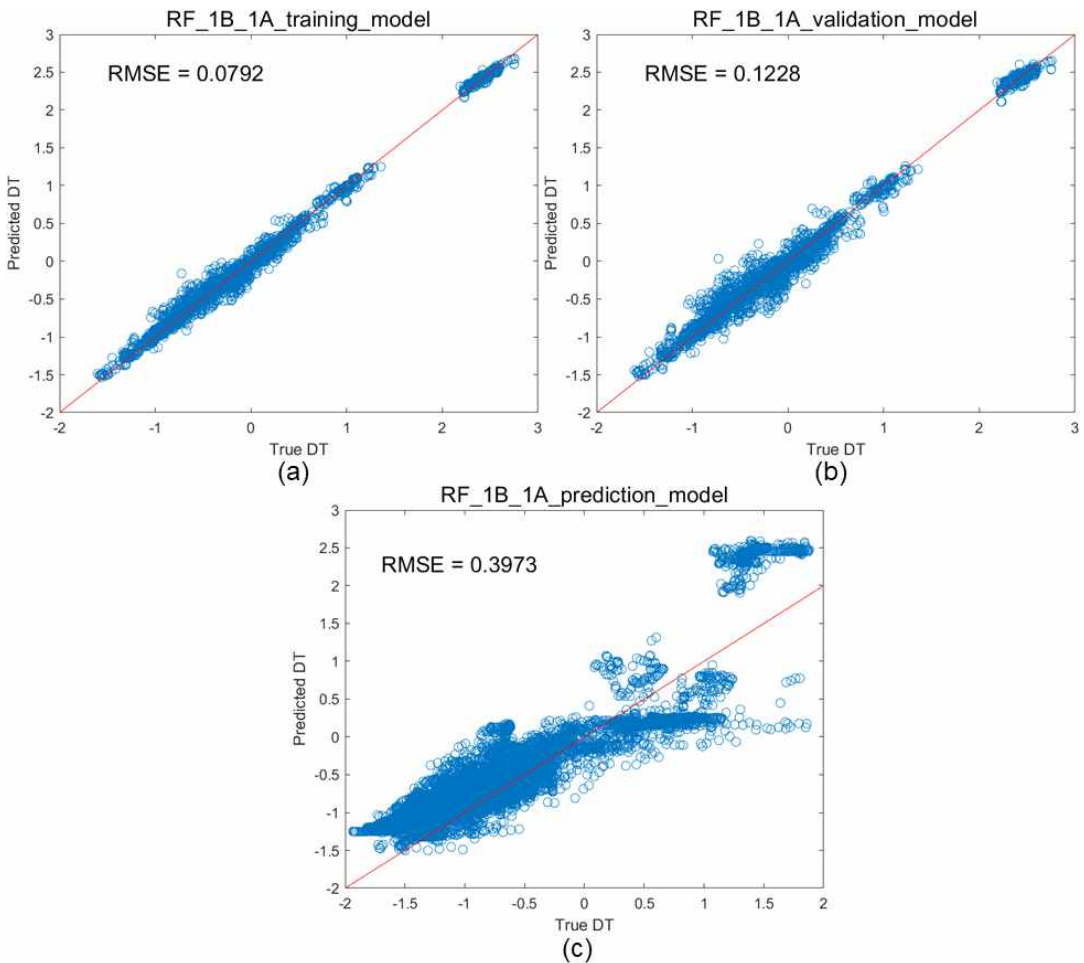 RF_1B_1A_training_model
RMSE = 0.0792
3
2.5
2
1.5
1
0.5
0
-0.5
-1
-1.5
-2
Predicted DT
-2 -1 0 1 2 3
True DT
(a)
RF_1B_1A_validation_model
RMSE = 0.1228
3
2.5
2
1.5
1
0.5
0
-0.5
-1
-1.5
-2
Predicted DT
-2 -1 0 1 2 3
True DT
(b)
RF_1B_1A_prediction_model
RMSE = 0.3973
3
2.5
2
1.5
1
0.5
0
-0.5
-1
-1.5
-2
Predicted DT
-2 -1.5 -1 -0.5 0 0.5 1 1.5 2
True DT
(c)